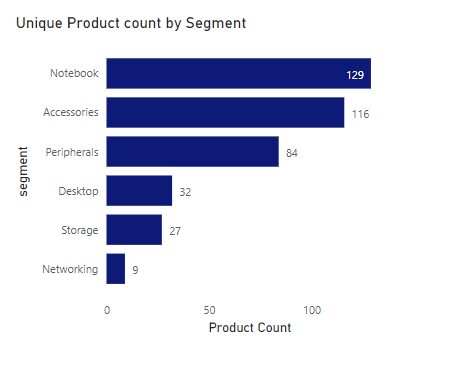 Unique Product count by Segment
segment
Notebook 129
Accessories 116
Peripherals 84
Desktop 32
Storage 27
Networking 9
0 50 100
Product Count